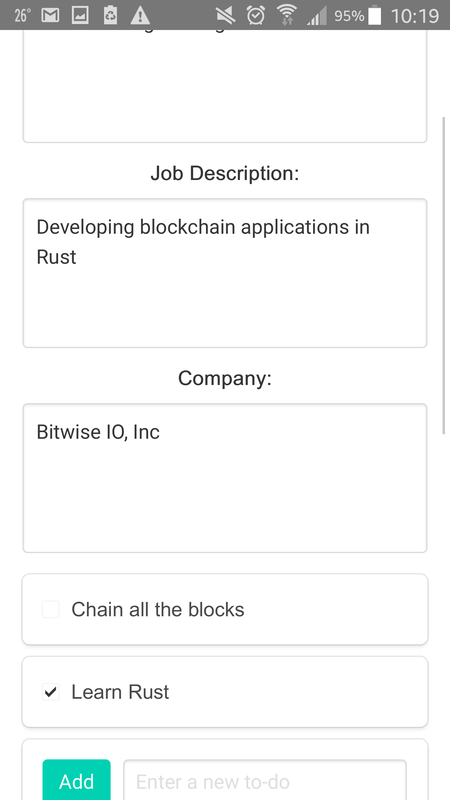 26° 95% 10:19
Job Description:
Developing blockchain applications in
Rust
Company:
Bitwise IO, Inc
Chain all the blocks
Learn Rust
Add Enter a new to-do